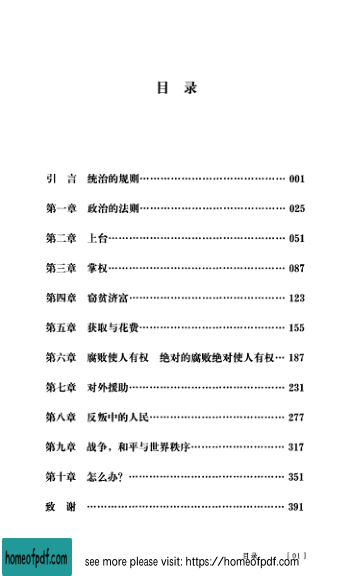 目 录
引 言 统治的规则…………………………………… 001
第一章 政治的法则…………………………………… 025
第二章 上台…………………………………………… 051
第三章 掌权…………………………………………… 087
第四章 窃贫济富……………………………………… 123
第五章 获取与花费…………………………………… 155
第六章 腐败使人有权 绝对的腐败绝对使人有权… 187
第七章 对外援助……………………………………… 231
第八章 反叛中的人民………………………………… 277
第九章 战争，和平与世界秩序……………………… 317
第十章 怎么办？……………………………………… 351
致 谢 ………………………………………………… 391
目录 [ 01 ]
homeofpdf.com see more please visit: https://homeofpdf.com